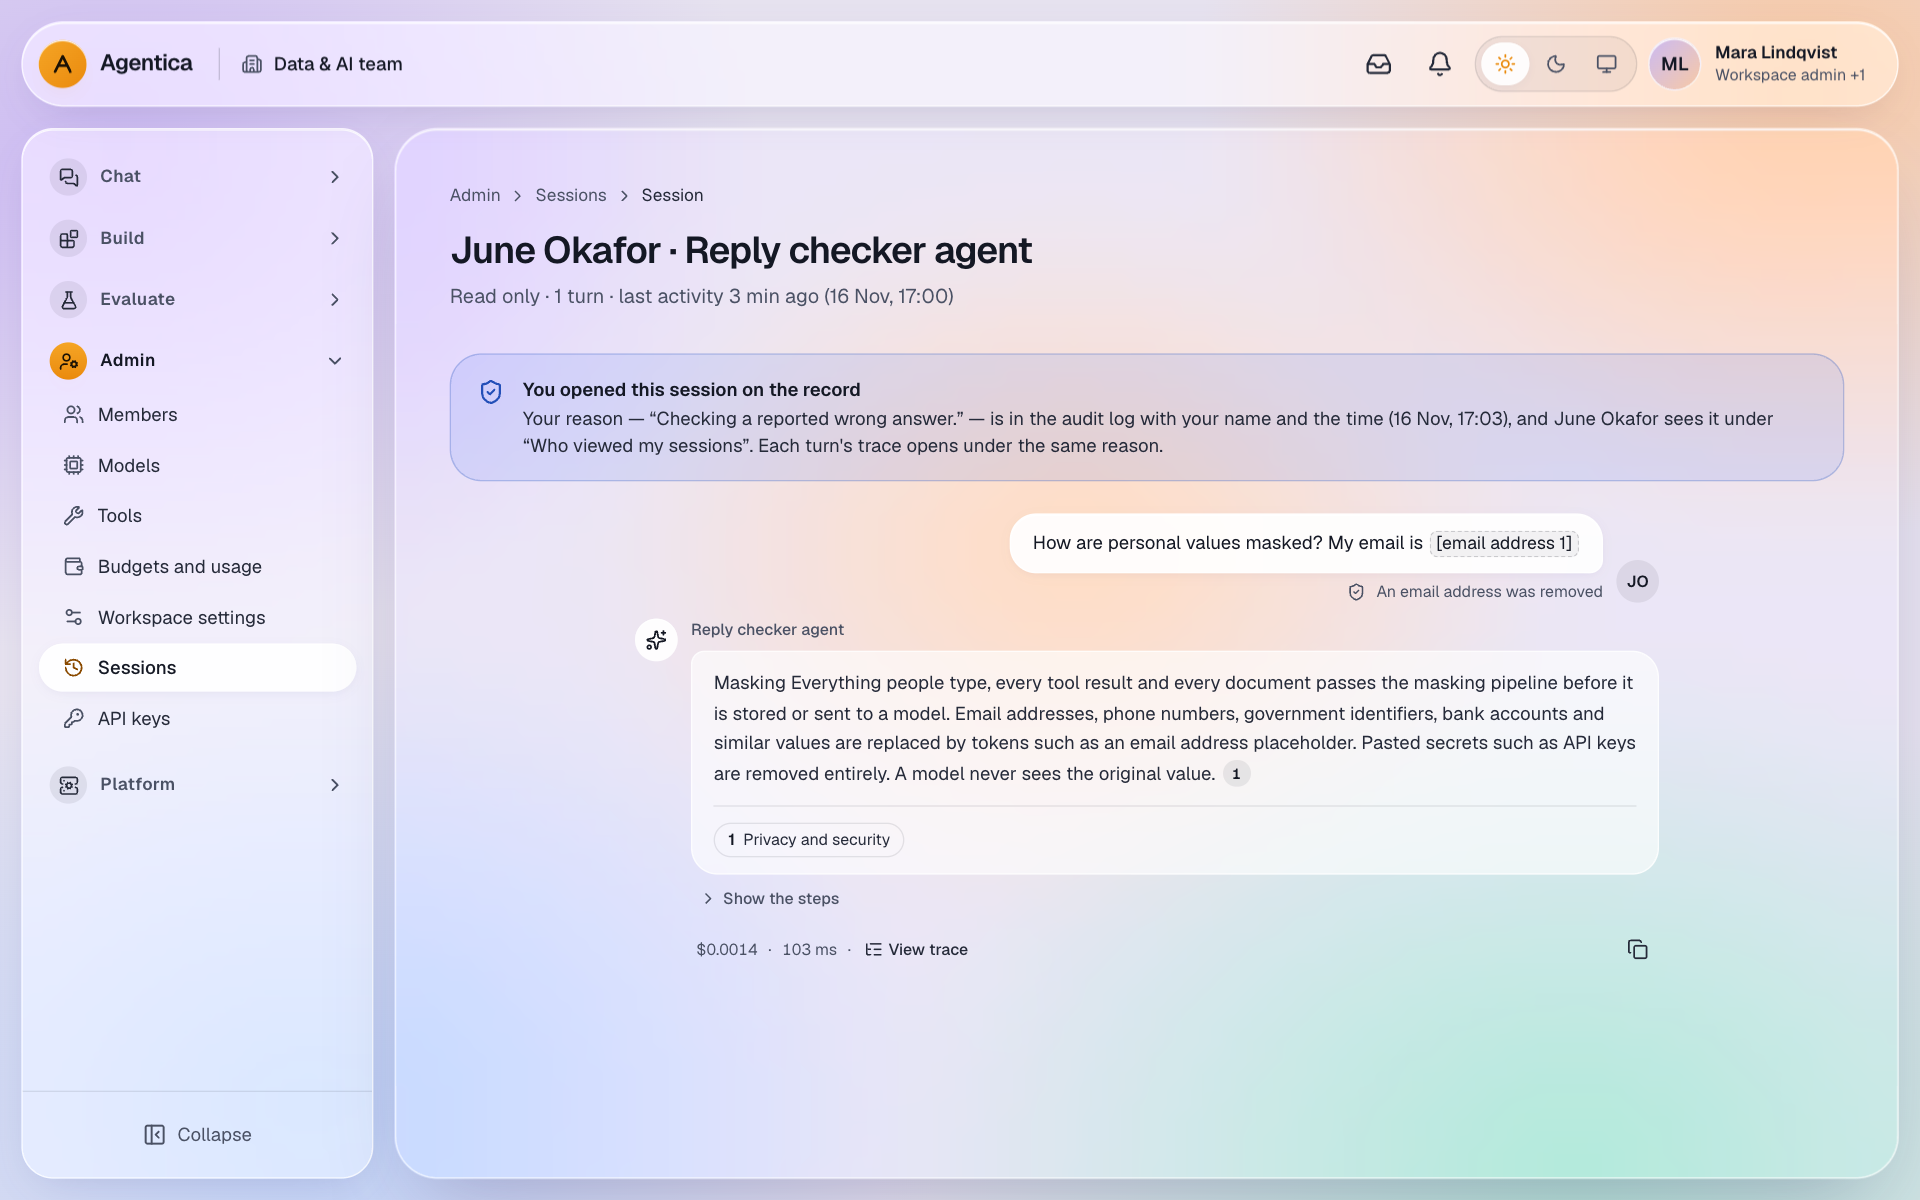 Agentica
Data & AI team
ML
Mara Lindqvist
Workspace admin +1
Chat
Build
Evaluate
Admin
Members
Models
Tools
Budgets and usage
Workspace settings
Sessions
API keys
Platform
Collapse
Admin > Sessions > Session
June Okafor · Reply checker agent
Read only · 1 turn · last activity 3 min ago (16 Nov, 17:00)
You opened this session on the record
Your reason — “Checking a reported wrong answer.” — is in the audit log with your name and the time (16 Nov, 17:03), and June Okafor sees it under
“Who viewed my sessions”. Each turn's trace opens under the same reason.
How are personal values masked? My email is [email address 1]
An email address was removed
JO
Reply checker agent
Masking Everything people type, every tool result and every document passes the masking pipeline before it
is stored or sent to a model. Email addresses, phone numbers, government identifiers, bank accounts and
similar values are replaced by tokens such as an email address placeholder. Pasted secrets such as API keys
are removed entirely. A model never sees the original value. 1
1 Privacy and security
Show the steps
$0.0014 · 103 ms · View trace